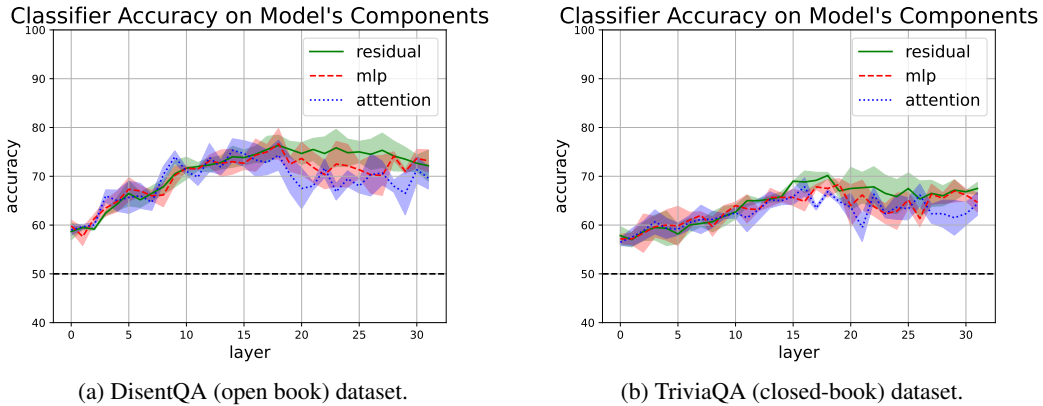 Classifier Accuracy on Model's Components
100
90
80
70
60
50
40
accuracy
0
5
10
15
20
25
30
layer
residual
mlp
attention
(a) DisentQA (open book) dataset.
Classifier Accuracy on Model's Components
100
90
80
70
60
50
40
accuracy
0
5
10
15
20
25
30
layer
residual
mlp
attention
(b) TriviaQA (closed-book) dataset.